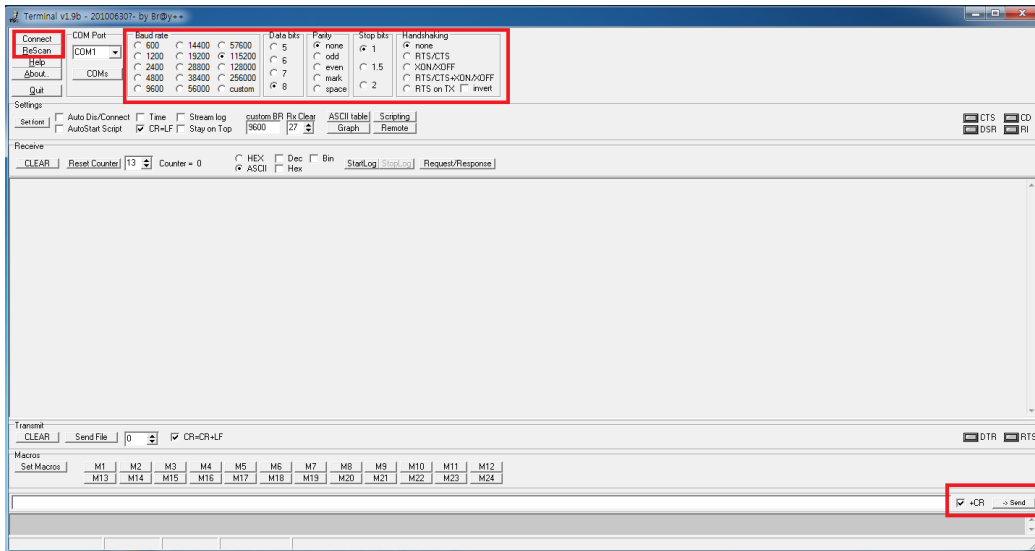 Terminal v1.9b - 20100630?- by Br@y++
Connect
ReScan
Help
About..
Quit
COM Port
COM1
COMs
Baud rate
600 14400 57600
1200 19200 115200
2400 28800 128000
4800 38400 256000
9600 56000 custom
Data bits
5
6
7
8
Parity
none
odd
even
mark
space
Stop bits
1
1.5
2
Handshaking
none
RTS/CTS
XON/XOFF
RTS/CTS+XON/XOFF
RTS on TX invert
Settings
Set font
Auto Dis/Connect Time Stream log
AutoStart Script CR=LF Stay on Top
custom BR Rx Clear
9600 27
ASCII table Scripting
Graph Remote
CTS CD
DSR RI
Receive
CLEAR Reset Counter 13 Counter = 0
HEX Dec Bin
ASCII Hex
StartLog StopLog Request/Response
Transmit
CLEAR Send File 0 CR=CR+LF
DTR RTS
Macros
Set Macros M1 M2 M3 M4 M5 M6 M7 M8 M9 M10 M11 M12
M13 M14 M15 M16 M17 M18 M19 M20 M21 M22 M23 M24
+CR -> Send